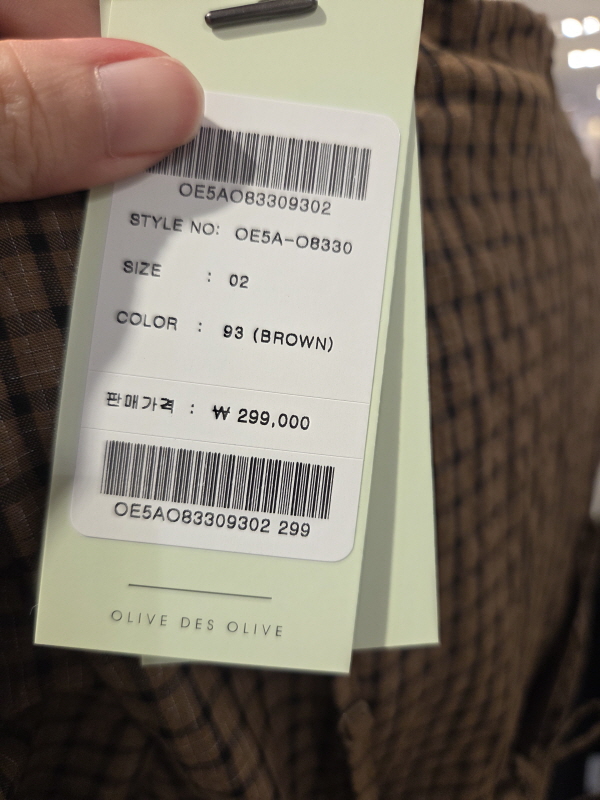 OE5AO83309302
STYLE NO: OE5A-O8330
SIZE : 02
COLOR : 93 (BROWN)
판매가격 : ₩ 299,000
OE5AO83309302 299
OLIVE DES OLIVE